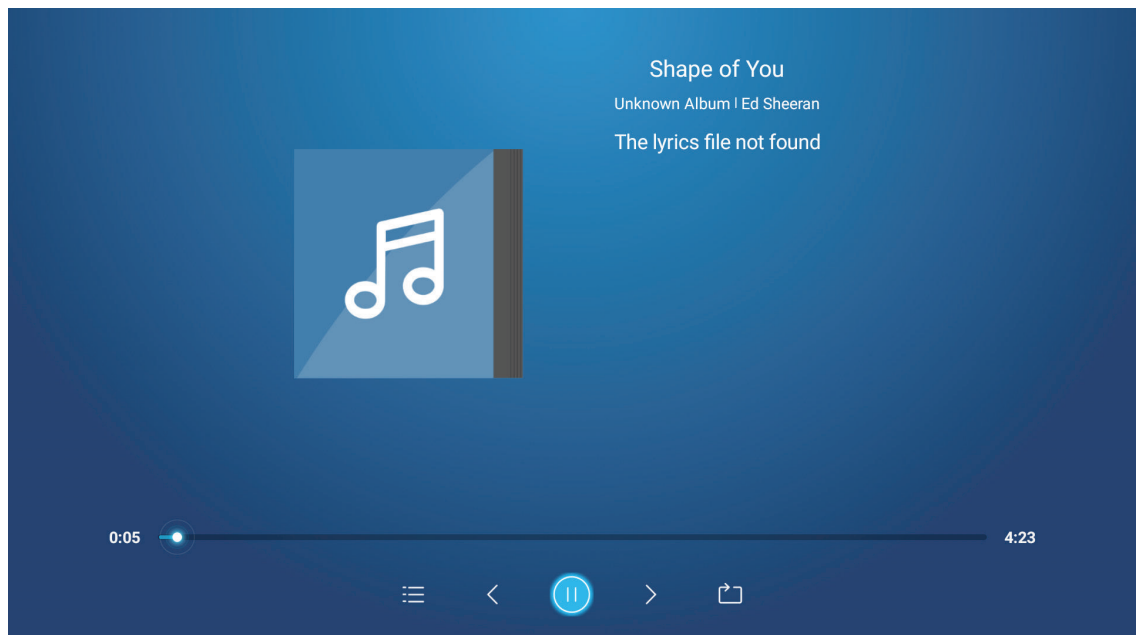 Shape of You
Unknown Album | Ed Sheeran
The lyrics file not found
0:05
4:23